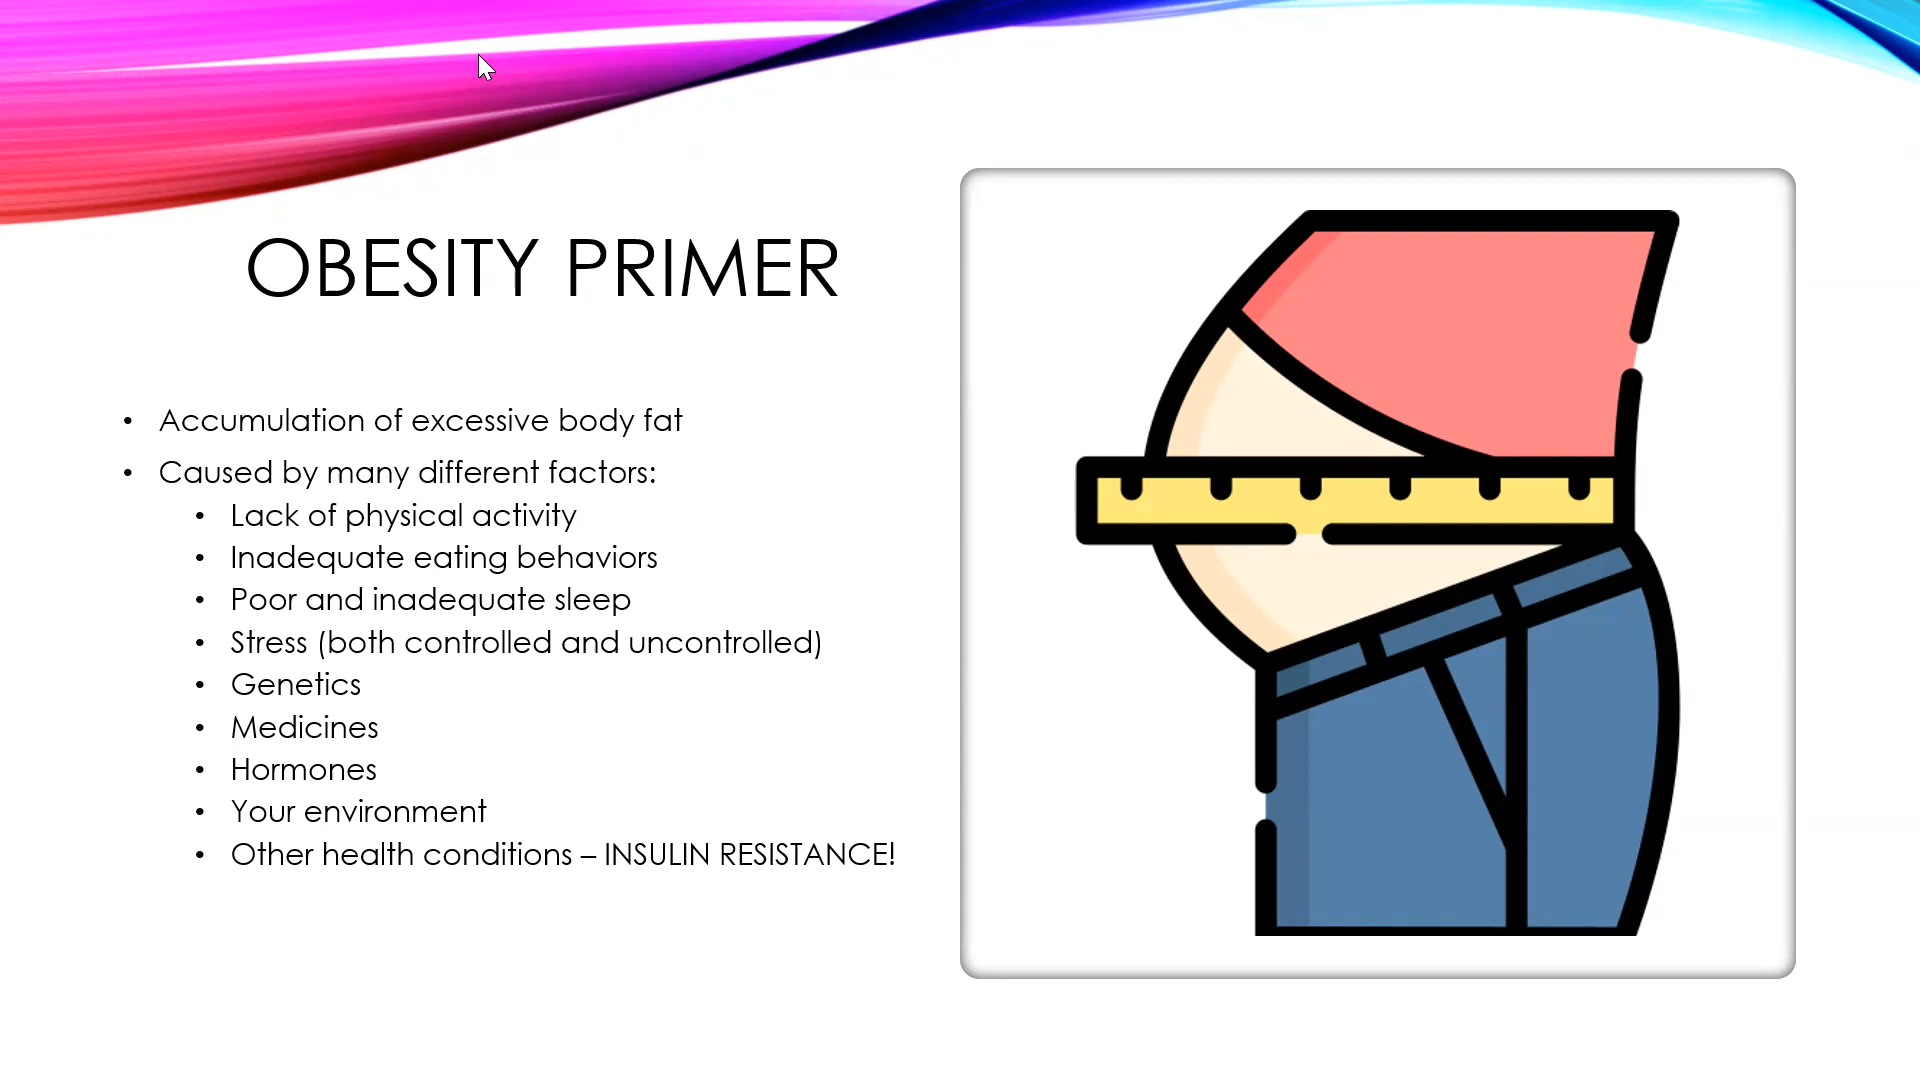 OBESITY PRIMER
• Accumulation of excessive body fat
• Caused by many different factors:
• Lack of physical activity
• Inadequate eating behaviors
• Poor and inadequate sleep
• Stress (both controlled and uncontrolled)
• Genetics
• Medicines
• Hormones
• Your environment
• Other health conditions – INSULIN RESISTANCE!